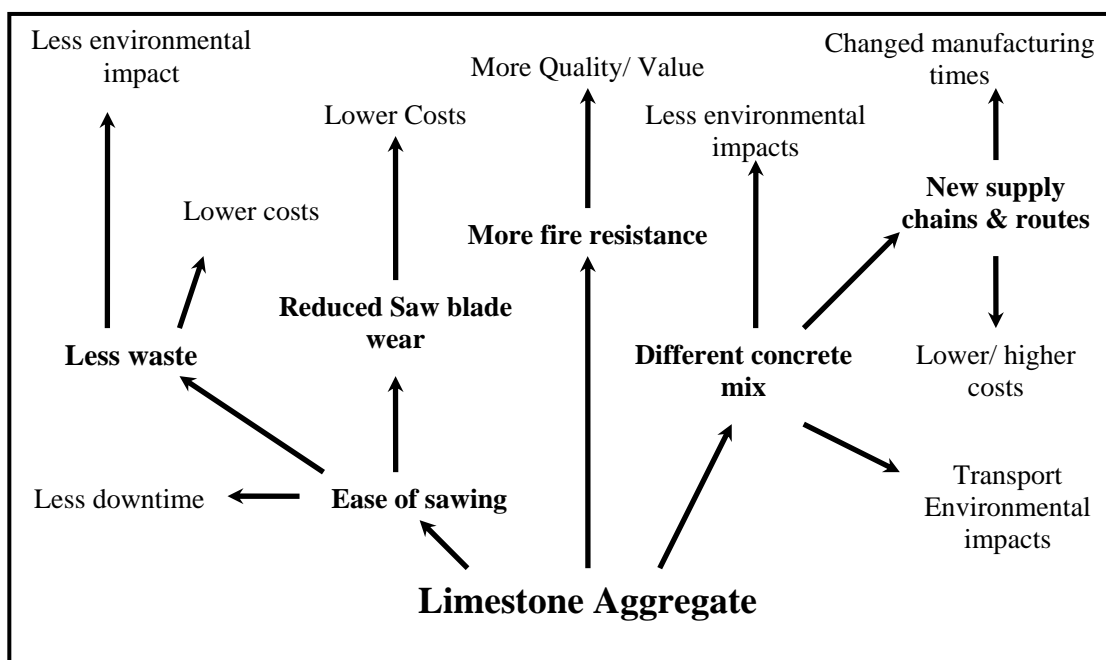 Less environmental
impact
More Quality/ Value
Changed manufacturing
times
Lower Costs
Less environmental
impacts
Lower costs
More fire resistance
New supply
chains & routes
Reduced Saw blade
wear
Less waste
Different concrete
mix
Lower/ higher
costs
Less downtime
Ease of sawing
Transport
Environmental
impacts
Limestone Aggregate